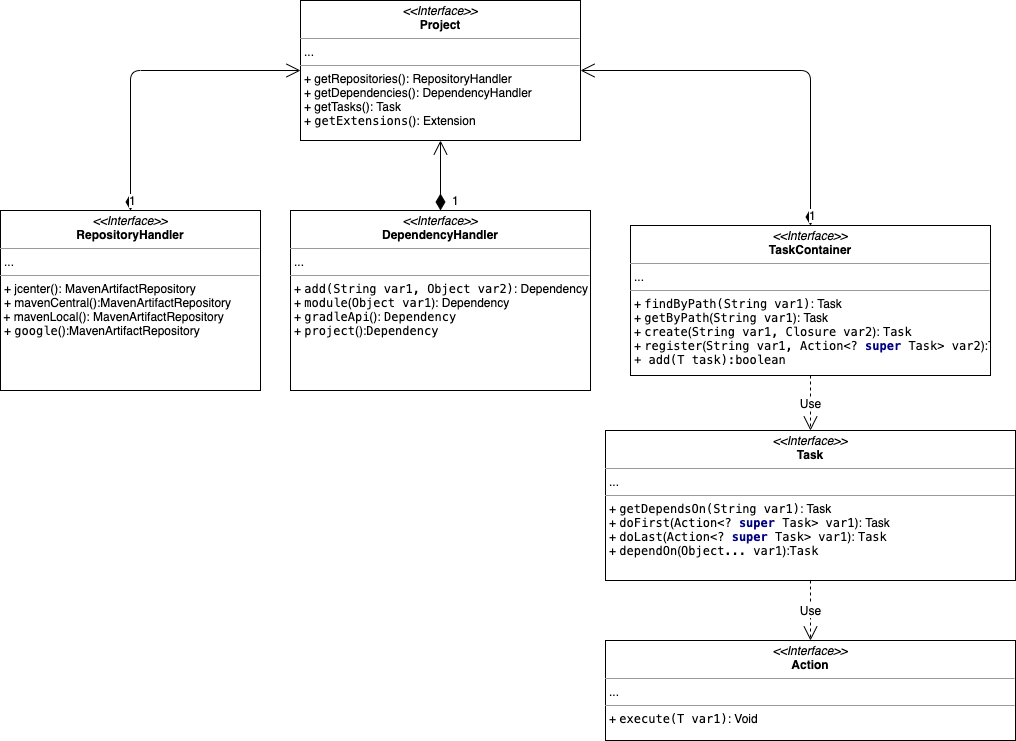 <<Interface>>
Project
...
+ getRepositories(): RepositoryHandler
+ getDependencies(): DependencyHandler
+ getTasks(): Task
+ getExtensions(): Extension
1
1
1
<<Interface>>
RepositoryHandler
...
+ jcenter(): MavenArtifactRepository
+ mavenCentral():MavenArtifactRepository
+ mavenLocal(): MavenArtifactRepository
+ google():MavenArtifactRepository
<<Interface>>
DependencyHandler
...
+ add(String var1, Object var2): Dependency
+ module(Object var1): Dependency
+ gradleApi(): Dependency
+ project():Dependency
<<Interface>>
TaskContainer
...
+ findByPath(String var1): Task
+ getByPath(String var1): Task
+ create(String var1, Closure var2): Task
+ register(String var1, Action<? super Task> var2):
+ add(T task):boolean
Use
<<Interface>>
Task
...
+ getDependsOn(String var1): Task
+ doFirst(Action<? super Task> var1): Task
+ doLast(Action<? super Task> var1): Task
+ dependOn(Object... var1):Task
Use
<<Interface>>
Action
...
+ execute(T var1): Void